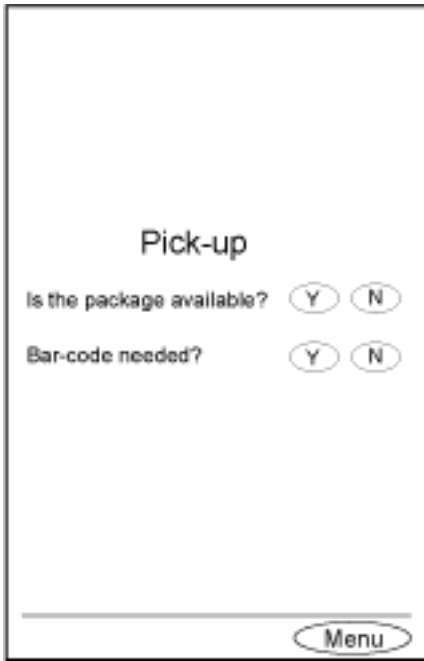 Pick-up
Is the package available? Y N
Bar-code needed? Y N
Menu